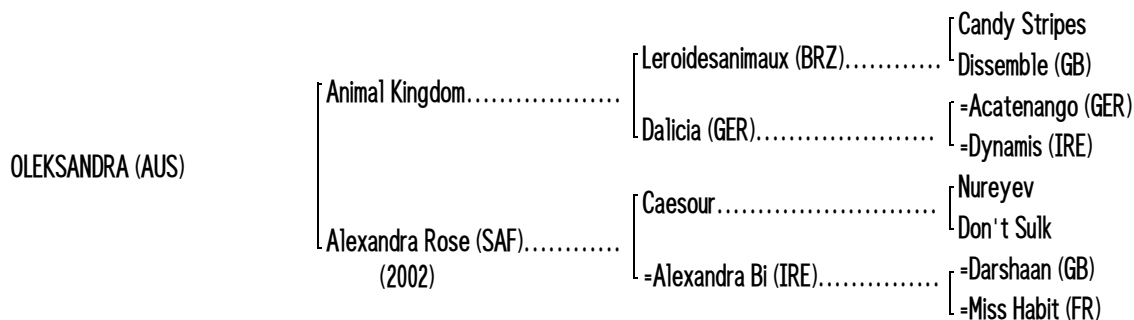 Candy Stripes
Leroidesanimaux (BRZ)............
Dissemble (GB)
Animal Kingdom...................
=Acatenango (GER)
Dalicia (GER)......................
=Dynamis (IRE)
OLEKSANDRA (AUS)
Nureyev
Caesour...........................
Don't Sulk
Alexandra Rose (SAF)............
(2002)
=Darshaan (GB)
=Alexandra Bi (IRE)...............
=Miss Habit (FR)